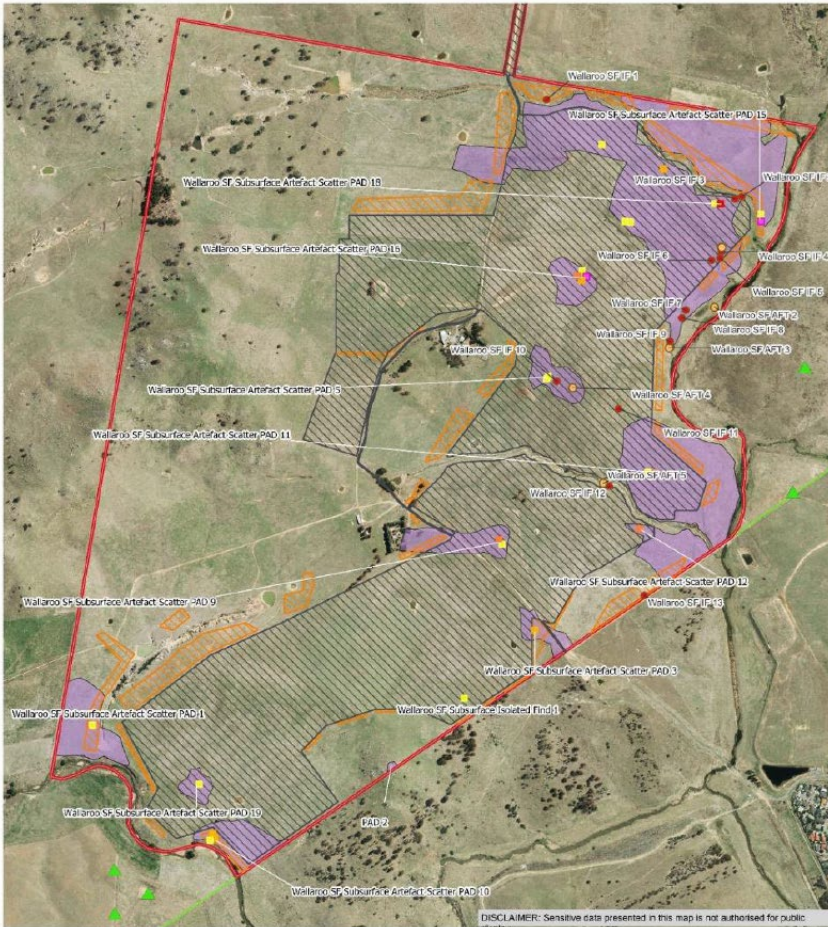 Wallaroo SF IF 1
Wallaroo SF Subsurface Artefact Scatter PAD 15
Wallaroo SF IF 3
Wallaroo SF Subsurface Artefact Scatter PAD 18
Wallaroo SF IF
Wallaroo SF Subsurface Artefact Scatter PAD 16
Wallaroo SF IF 6
Wallaroo SF IF 4
Wallaroo SF IF 5
Wallaroo SF IF 7
Wallaroo SF AFT 2
Wallaroo SF IF 8
Wallaroo SF IF 9
Wallaroo SF AFT 3
Wallaroo SF IF 10
Wallaroo SF Subsurface Artefact Scatter PAD 5
Wallaroo SF AFT 4
Wallaroo SF Subsurface Artefact Scatter PAD 11
Wallaroo SF IF 11
Wallaroo SF AFT 5
Wallaroo SF IF 12
Wallaroo SF Subsurface Artefact Scatter PAD 12
Wallaroo SF Subsurface Artefact Scatter PAD 9
Wallaroo SF IF 13
Wallaroo SF Subsurface Artefact Scatter PAD 3
Wallaroo SF Subsurface Isolated Find 1
Wallaroo SF Subsurface Artefact Scatter PAD 1
Wallaroo SF Subsurface Artefact Scatter PAD 19
PAD 2
Wallaroo SF Subsurface Artefact Scatter PAD 10
DISCLAIMER: Sensitive data presented in this map is not authorised for public